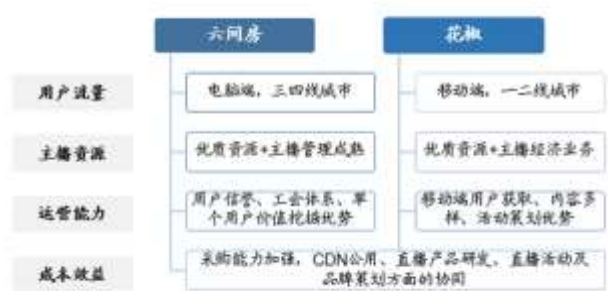 六间房 花椒
用户流量 电脑端，三四线城市 移动端，一二线城市
主播资源 优质资源+主播管理成熟 优质资源+主播经济业务
运营能力 用户信誉、工会体系、单 移动端用户获取、内容多
个用户价值挖掘优势 样、活动策划优势
成本效益 采购能力加强，CDN公用、直播产品研发、直播活动及
品牌策划方面的协同